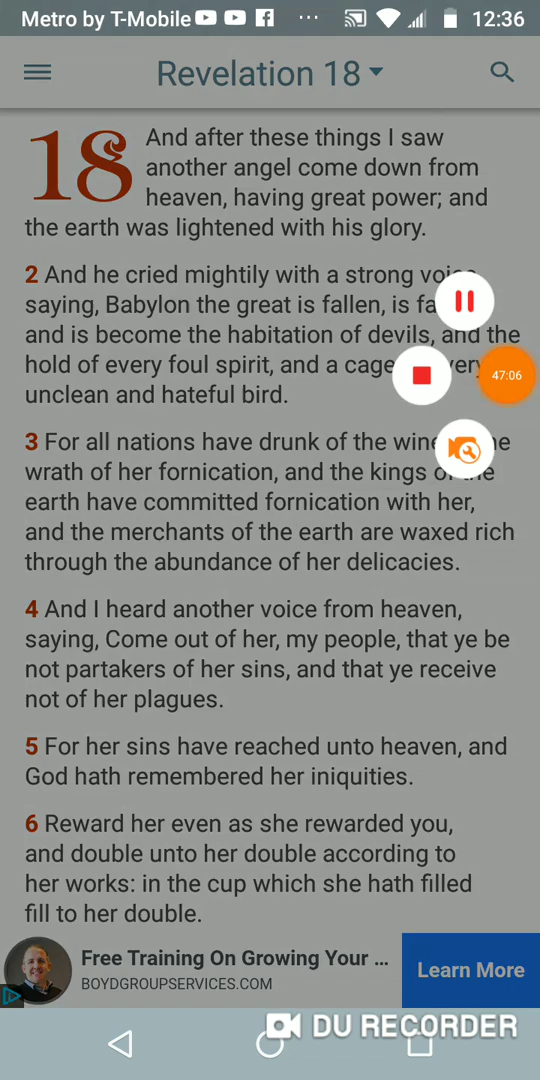 Metro by T-Mobile ... 12:36
Revelation 18
18 And after these things I saw
another angel come down from
heaven, having great power; and
the earth was lightened with his glory.
2 And he cried mightily with a strong
saying, Babylon the great is fallen, is
and is become the habitation of devils, and the
hold of every foul spirit, and a cage
unclean and hateful bird.
3 For all nations have drunk of the wine
wrath of her fornication, and the kings
earth have committed fornication with her,
and the merchants of the earth are waxed rich
through the abundance of her delicacies.
4 And I heard another voice from heaven,
saying, Come out of her, my people, that ye be
not partakers of her sins, and that ye receive
not of her plagues.
5 For her sins have reached unto heaven, and
God hath remembered her iniquities.
6 Reward her even as she rewarded you,
and double unto her double according to
her works: in the cup which she hath filled
fill to her double.
47:06
Free Training On Growing Your ...
BOYDGROUPSERVICES.COM
Learn More
DU RECORDER